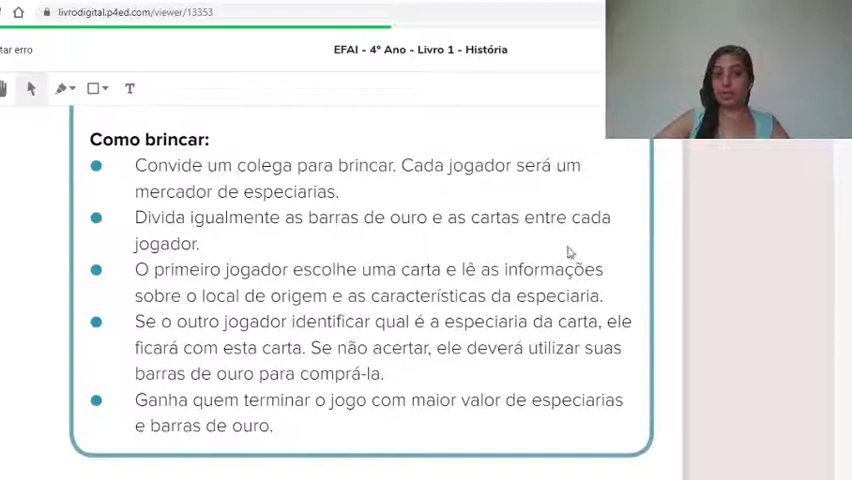 livrodigital.p4ed.com/viewer/13353
tar erro
EFAI - 4º Ano - Livro 1 - História
T
Como brincar:
Convide um colega para brincar. Cada jogador será um
mercador de especiarias.
Divida igualmente as barras de ouro e as cartas entre cada
jogador.
O primeiro jogador escolhe uma carta e lê as informações
sobre o local de origem e as características da especiaria.
Se o outro jogador identificar qual é a especiaria da carta, ele
ficará com esta carta. Se não acertar, ele deverá utilizar suas
barras de ouro para comprá-la.
Ganha quem terminar o jogo com maior valor de especiarias
e barras de ouro.